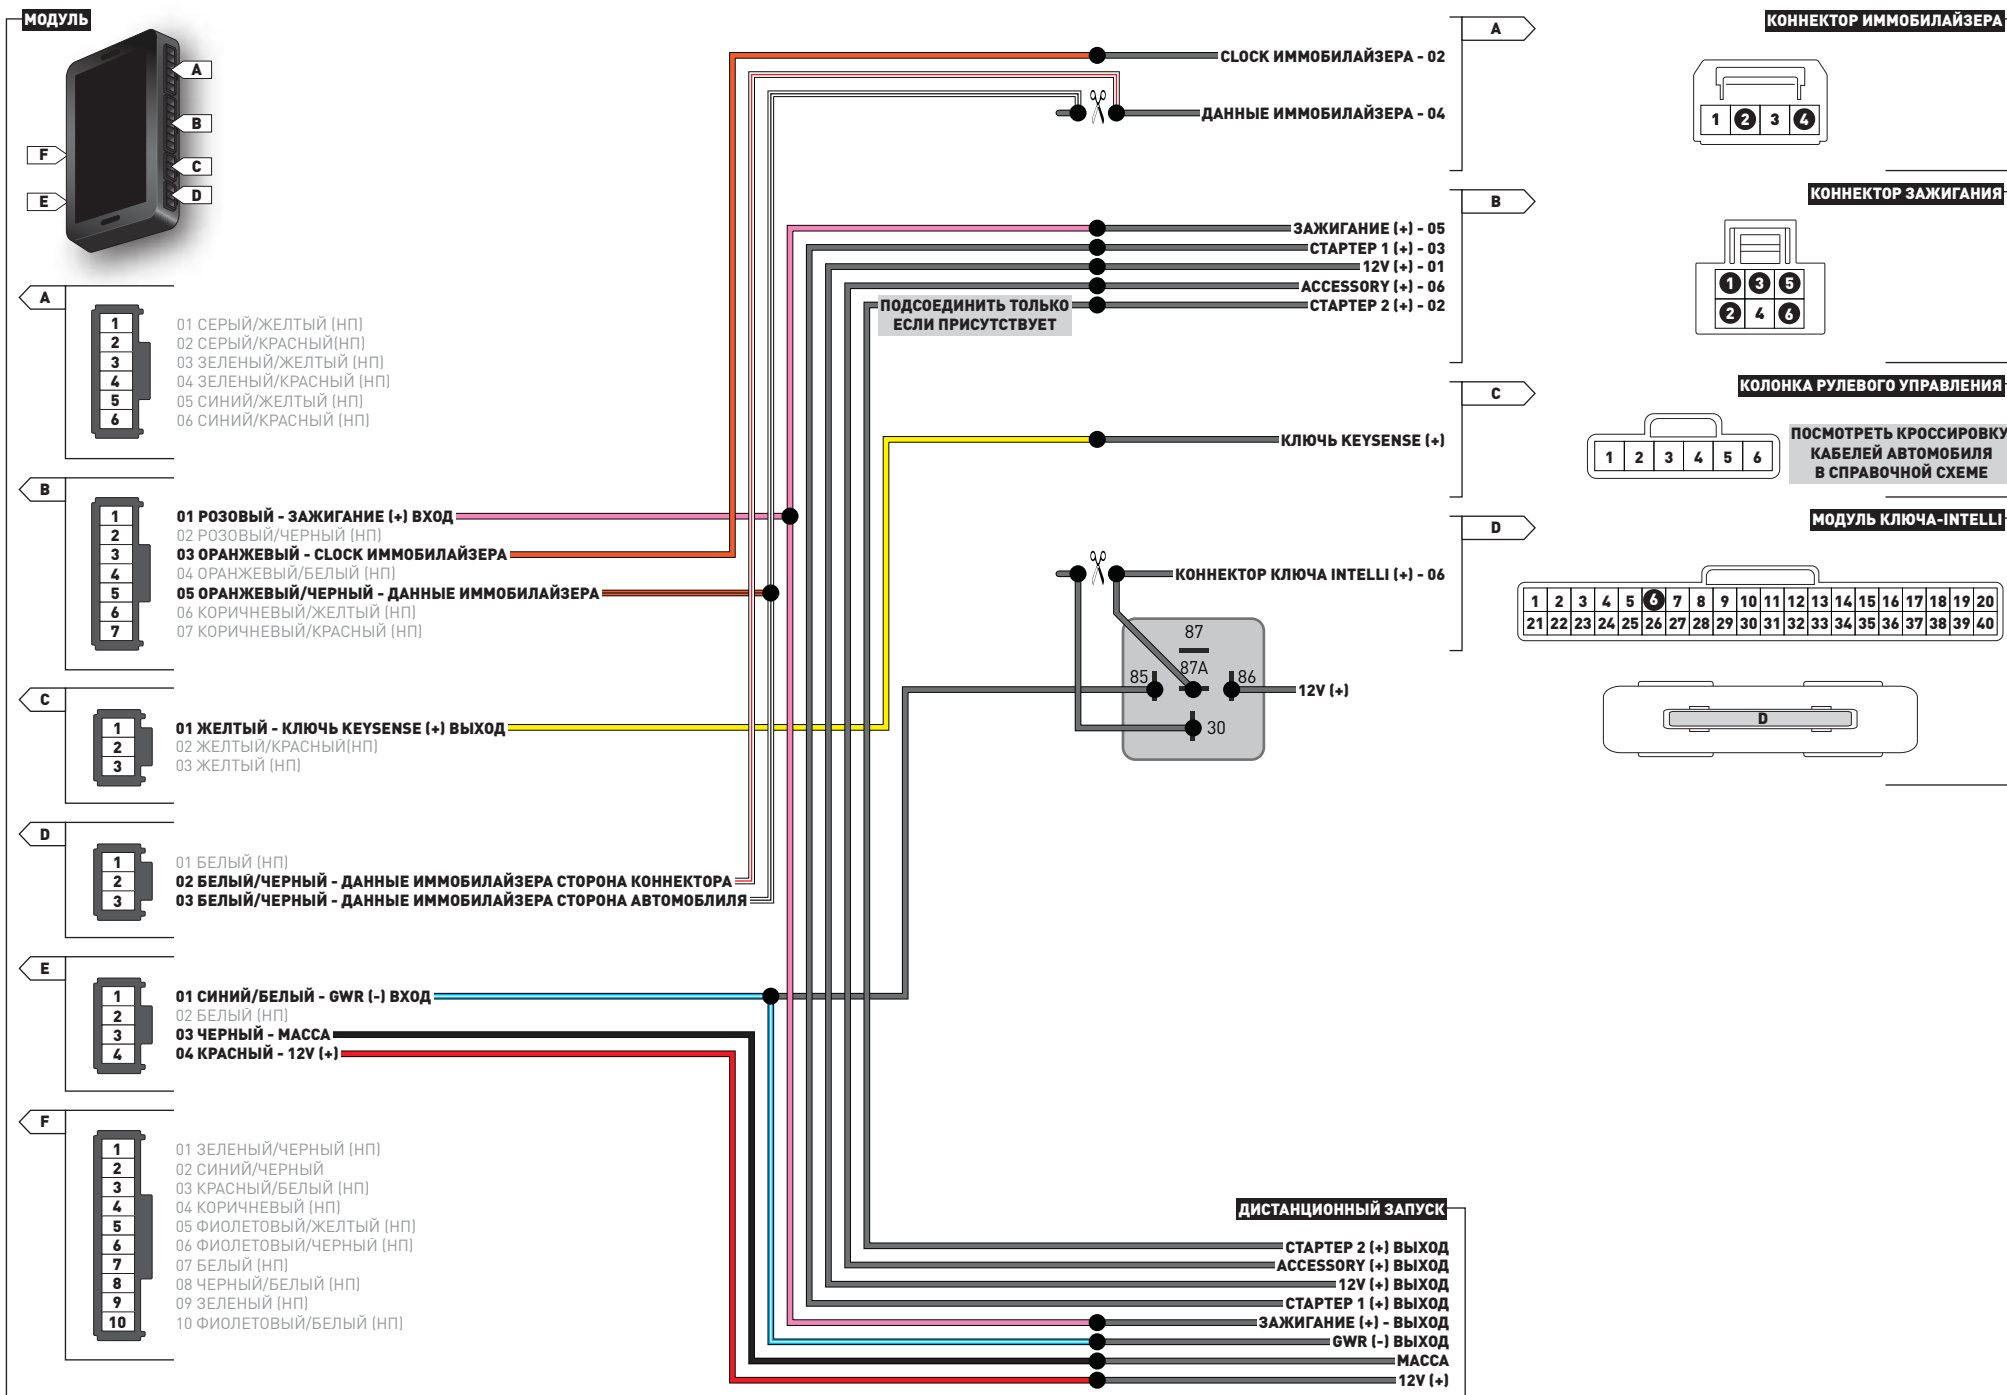 МОДУЛЬ
A
B
C
D
F
E
A
1
2
3
4
5
6
01 СЕРЫЙ/ЖЕЛТЫЙ (НП)
02 СЕРЫЙ/КРАСНЫЙ(НП)
03 ЗЕЛЕНЫЙ/ЖЕЛТЫЙ (НП)
04 ЗЕЛЕНЫЙ/КРАСНЫЙ (НП)
05 СИНИЙ/ЖЕЛТЫЙ (НП)
06 СИНИЙ/КРАСНЫЙ (НП)
B
1
2
3
4
5
6
7
01 РОЗОВЫЙ - ЗАЖИГАНИЕ (+) ВХОД
02 РОЗОВЫЙ/ЧЕРНЫЙ (НП)
03 ОРАНЖЕВЫЙ - CLOCK ИММОБИЛАЙЗЕРА
04 ОРАНЖЕВЫЙ/БЕЛЫЙ (НП)
05 ОРАНЖЕВЫЙ/ЧЕРНЫЙ - ДАННЫЕ ИММОБИЛАЙЗЕРА
06 КОРИЧНЕВЫЙ/ЖЕЛТЫЙ (НП)
07 КОРИЧНЕВЫЙ/КРАСНЫЙ (НП)
C
1
2
3
01 ЖЕЛТЫЙ - КЛЮЧЬ KEYSENSE (+) ВЫХОД
02 ЖЕЛТЫЙ/КРАСНЫЙ(НП)
03 ЖЕЛТЫЙ (НП)
D
1
2
3
01 БЕЛЫЙ (НП)
02 БЕЛЫЙ/ЧЕРНЫЙ - ДАННЫЕ ИММОБИЛАЙЗЕРА СТОРОНА КОННЕКТОРА
03 БЕЛЫЙ/ЧЕРНЫЙ - ДАННЫЕ ИММОБИЛАЙЗЕРА СТОРОНА АВТОМОБЛИЛЯ
E
1
2
3
4
01 СИНИЙ/БЕЛЫЙ - GWR (-) ВХОД
02 БЕЛЫЙ (НП)
03 ЧЕРНЫЙ - МАССА
04 КРАСНЫЙ - 12V (+)
F
1
2
3
4
5
6
7
8
9
10
01 ЗЕЛЕНЫЙ/ЧЕРНЫЙ (НП)
02 СИНИЙ/ЧЕРНЫЙ
03 КРАСНЫЙ/БЕЛЫЙ (НП)
04 КОРИЧНЕВЫЙ (НП)
05 ФИОЛЕТОВЫЙ/ЖЕЛТЫЙ (НП)
06 ФИОЛЕТОВЫЙ/ЧЕРНЫЙ (НП)
07 БЕЛЫЙ (НП)
08 ЧЕРНЫЙ/БЕЛЫЙ (НП)
09 ЗЕЛЕНЫЙ (НП)
10 ФИОЛЕТОВЫЙ/БЕЛЫЙ (НП)
CLOCK ИММОБИЛАЙЗЕРА - 02
ДАННЫЕ ИММОБИЛАЙЗЕРА - 04
ЗАЖИГАНИЕ (+) - 05
СТАРТЕР 1 (+) - 03
12V (+) - 01
ACCESSORY (+) - 06
СТАРТЕР 2 (+) - 02
ПОДСОЕДИНИТЬ ТОЛЬКО
ЕСЛИ ПРИСУТСТВУЕТ
КЛЮЧЬ KEYSENSE (+)
КОННЕКТОР КЛЮЧА INTELLI (+) - 06
87
87A
85
86
30
12V (+)
A
КОННЕКТОР ИММОБИЛАЙЗЕРА
1 2 3 4
B
КОННЕКТОР ЗАЖИГАНИЯ
1 3 5
2 4 6
C
КОЛОНКА РУЛЕВОГО УПРАВЛЕНИЯ
1 2 3 4 5 6
ПОСМОТРЕТЬ КРОССИРОВКУ
КАБЕЛЕЙ АВТОМОБИЛЯ
В СПРАВОЧНОЙ СХЕМЕ
D
МОДУЛЬ КЛЮЧА-INTELLI
1 2 3 4 5 6 7 8 9 10 11 12 13 14 15 16 17 18 19 20
21 22 23 24 25 26 27 28 29 30 31 32 33 34 35 36 37 38 39 40
D
ДИСТАНЦИОННЫЙ ЗАПУСК
СТАРТЕР 2 (+) ВЫХОД
ACCESSORY (+) ВЫХОД
12V (+) ВЫХОД
СТАРТЕР 1 (+) ВЫХОД
ЗАЖИГАНИЕ (+) - ВЫХОД
GWR (-) ВЫХОД
МАССА
12V (+)